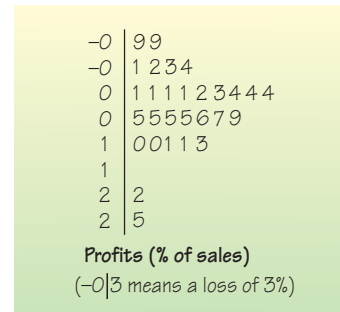 –0 | 99
–0 | 1234
0 | 111123444
0 | 5555679
1 | 00113
1 |
2 | 2
2 | 5
Profits (% of sales)
(–0|3 means a loss of 3%)